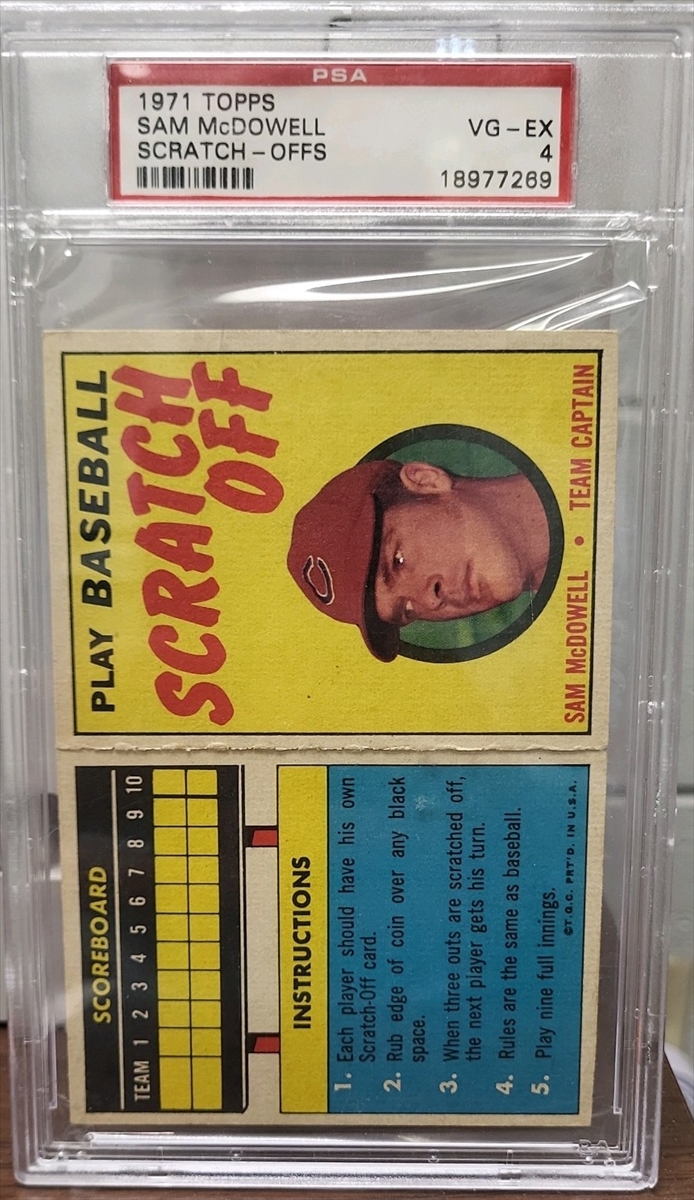 PSA
1971 TOPPS
SAM McDOWELL VG-EX
SCRATCH-OFFS 4
18977269
PLAY BASEBALL
SCRATCH
OFF
C
SAM McDOWELL • TEAM CAPTAIN
SCOREBOARD
TEAM 1 2 3 4 5 6 7 8 9 10
INSTRUCTIONS
1. Each player should have his own
Scratch-Off card.
2. Rub edge of coin over any black
space.
3. When three outs are scratched off,
the next player gets his turn.
4. Rules are the same as baseball.
5. Play nine full innings.
©T.C.G. PRT'D. IN U.S.A.